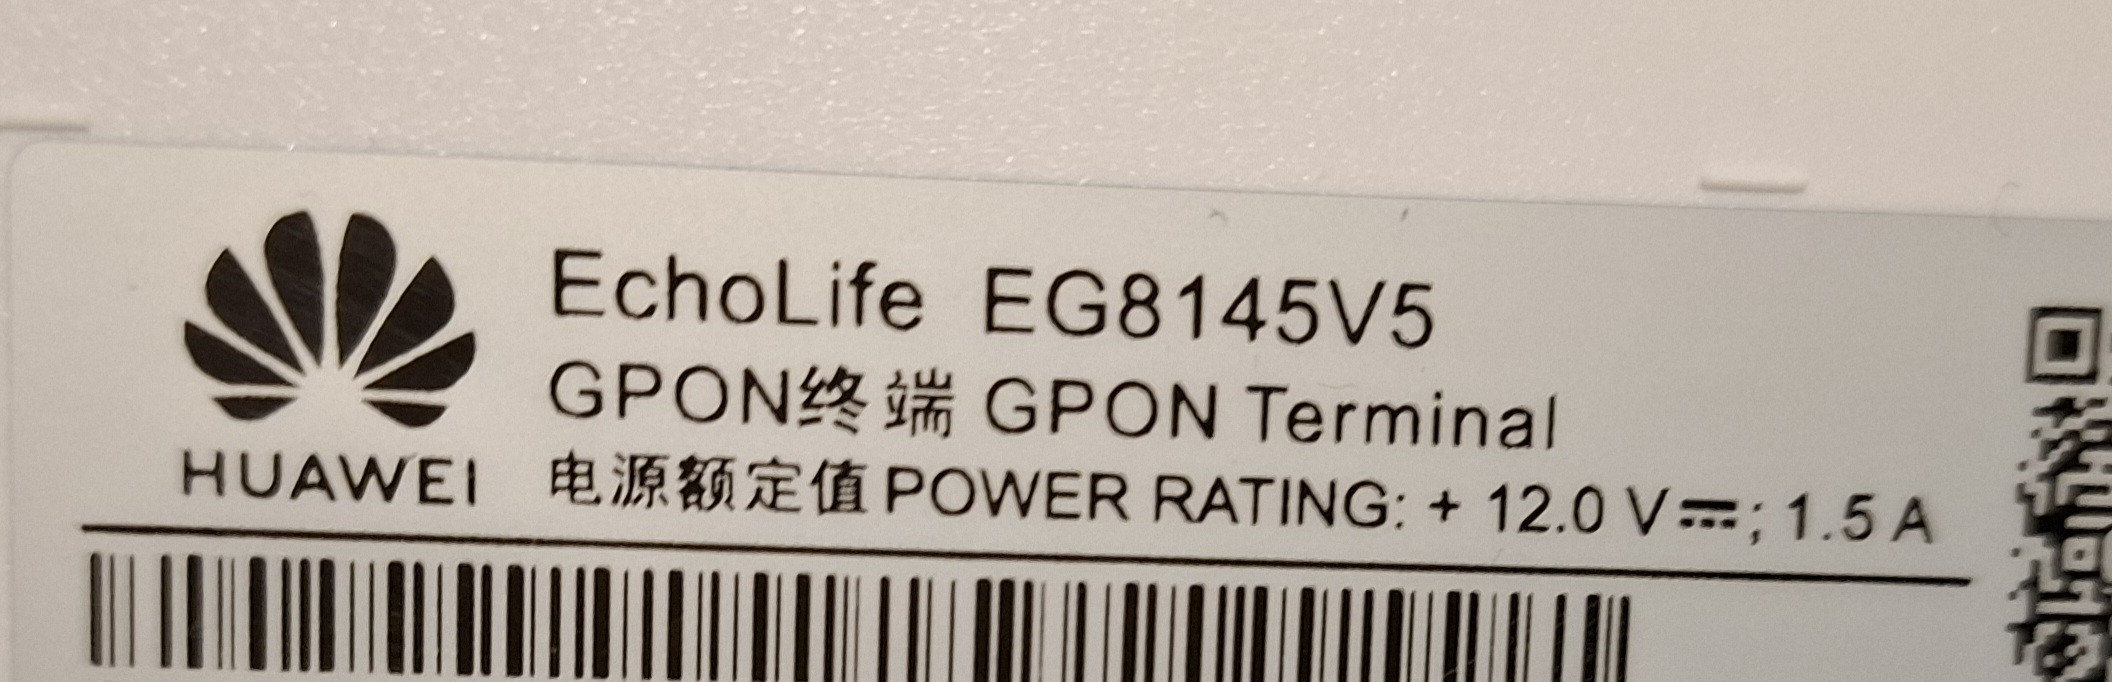 HUAWEI
EchoLife EG8145V5
GPON终端 GPON Terminal
电源额定值 POWER RATING: + 12.0 V⎓; 1.5 A